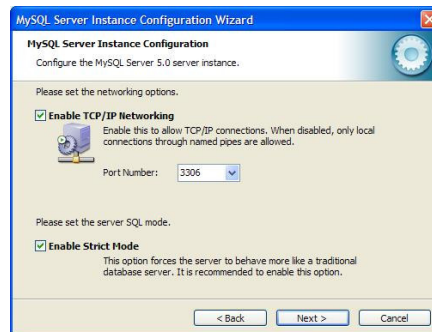 MySQL Server Instance Configuration Wizard
MySQL Server Instance Configuration
Configure the MySQL Server 5.0 server instance.
Please set the networking options.
Enable TCP/IP Networking
Enable this to allow TCP/IP connections. When disabled, only local
connections through named pipes are allowed.
Port Number: 3306
Please set the server SQL mode.
Enable Strict Mode
This option forces the server to behave more like a traditional
database server. It is recommended to enable this option.
< Back Next > Cancel